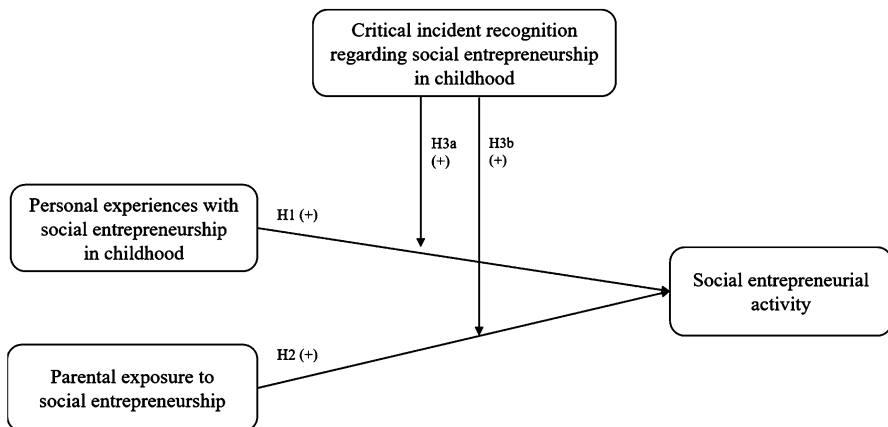 Critical incident recognition
regarding social entrepreneurship
in childhood
H3a
(+)
H3b
(+)
Personal experiences with
social entrepreneurship
in childhood
H1 (+)
Social entrepreneurial
activity
H2 (+)
Parental exposure to
social entrepreneurship